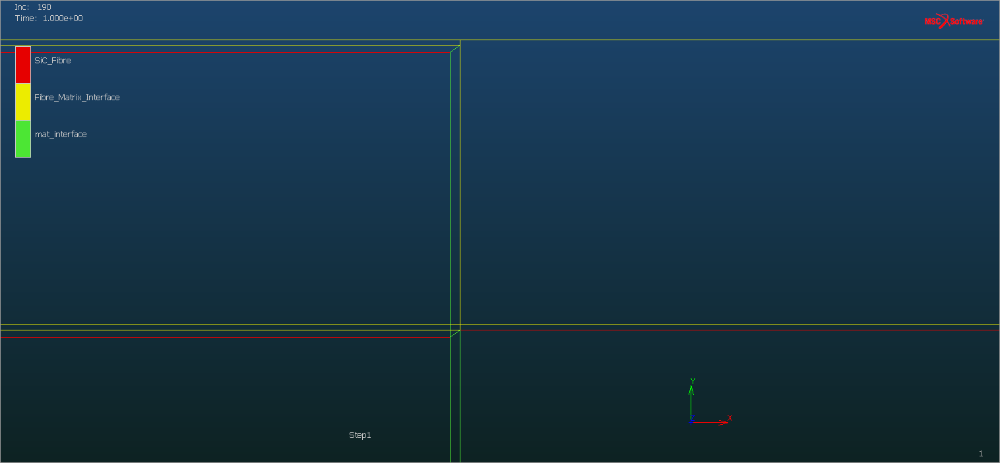 Inc: 190
Time: 1.000e+00
MSC Software
SiC_Fibre
Fibre_Matrix_Interface
mat_interface
Y
X
Step1
1